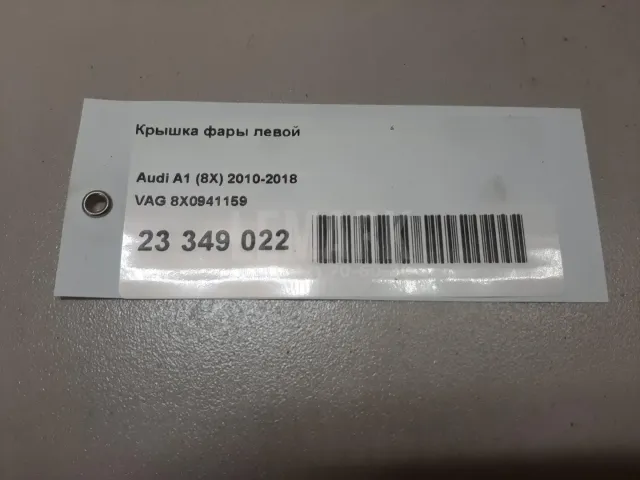 Крышка фары левой
Audi A1 (8X) 2010-2018
VAG 8X0941159
23 349 022